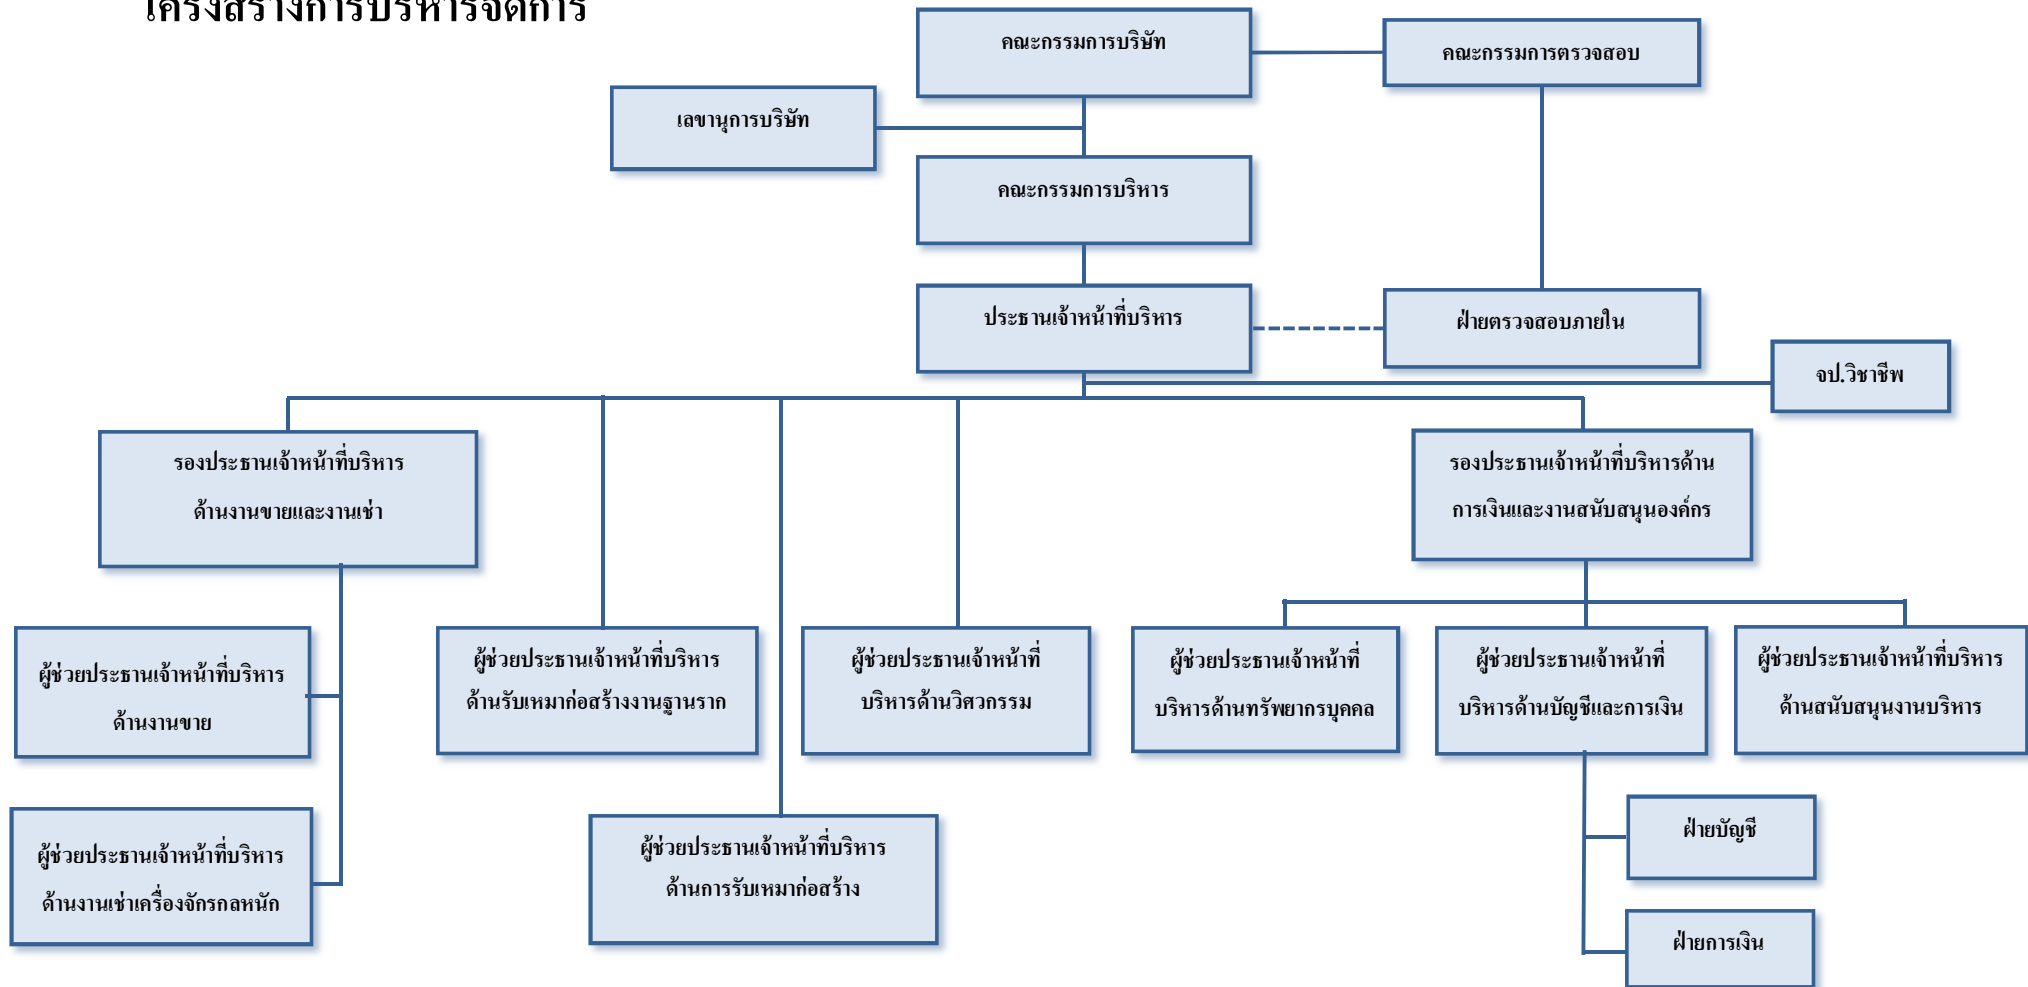 โครงสร้างการบริหารจัดการ
คณะกรรมการบริษัท
คณะกรรมการตรวจสอบ
เลขานุการบริษัท
คณะกรรมการบริหาร
ประธานเจ้าหน้าที่บริหาร
ฝ่ายตรวจสอบภายใน
จป.วิชาชีพ
รองประธานเจ้าหน้าที่บริหาร
ด้านงานขายและงานเช่า
รองประธานเจ้าหน้าที่บริหารด้าน
การเงินและงานสนับสนุนองค์กร
ผู้ช่วยประธานเจ้าหน้าที่บริหาร
ด้านงานขาย
ผู้ช่วยประธานเจ้าหน้าที่บริหาร
ด้านรับเหมาก่อสร้างงานฐานราก
ผู้ช่วยประธานเจ้าหน้าที่
บริหารด้านวิศวกรรม
ผู้ช่วยประธานเจ้าหน้าที่
บริหารด้านทรัพยากรบุคคล
ผู้ช่วยประธานเจ้าหน้าที่
บริหารด้านบัญชีและการเงิน
ผู้ช่วยประธานเจ้าหน้าที่บริหาร
ด้านสนับสนุนงานบริหาร
ผู้ช่วยประธานเจ้าหน้าที่บริหาร
ด้านงานเช่าเครื่องจักรกลหนัก
ผู้ช่วยประธานเจ้าหน้าที่บริหาร
ด้านการรับเหมาก่อสร้าง
ฝ่ายบัญชี
ฝ่ายการเงิน